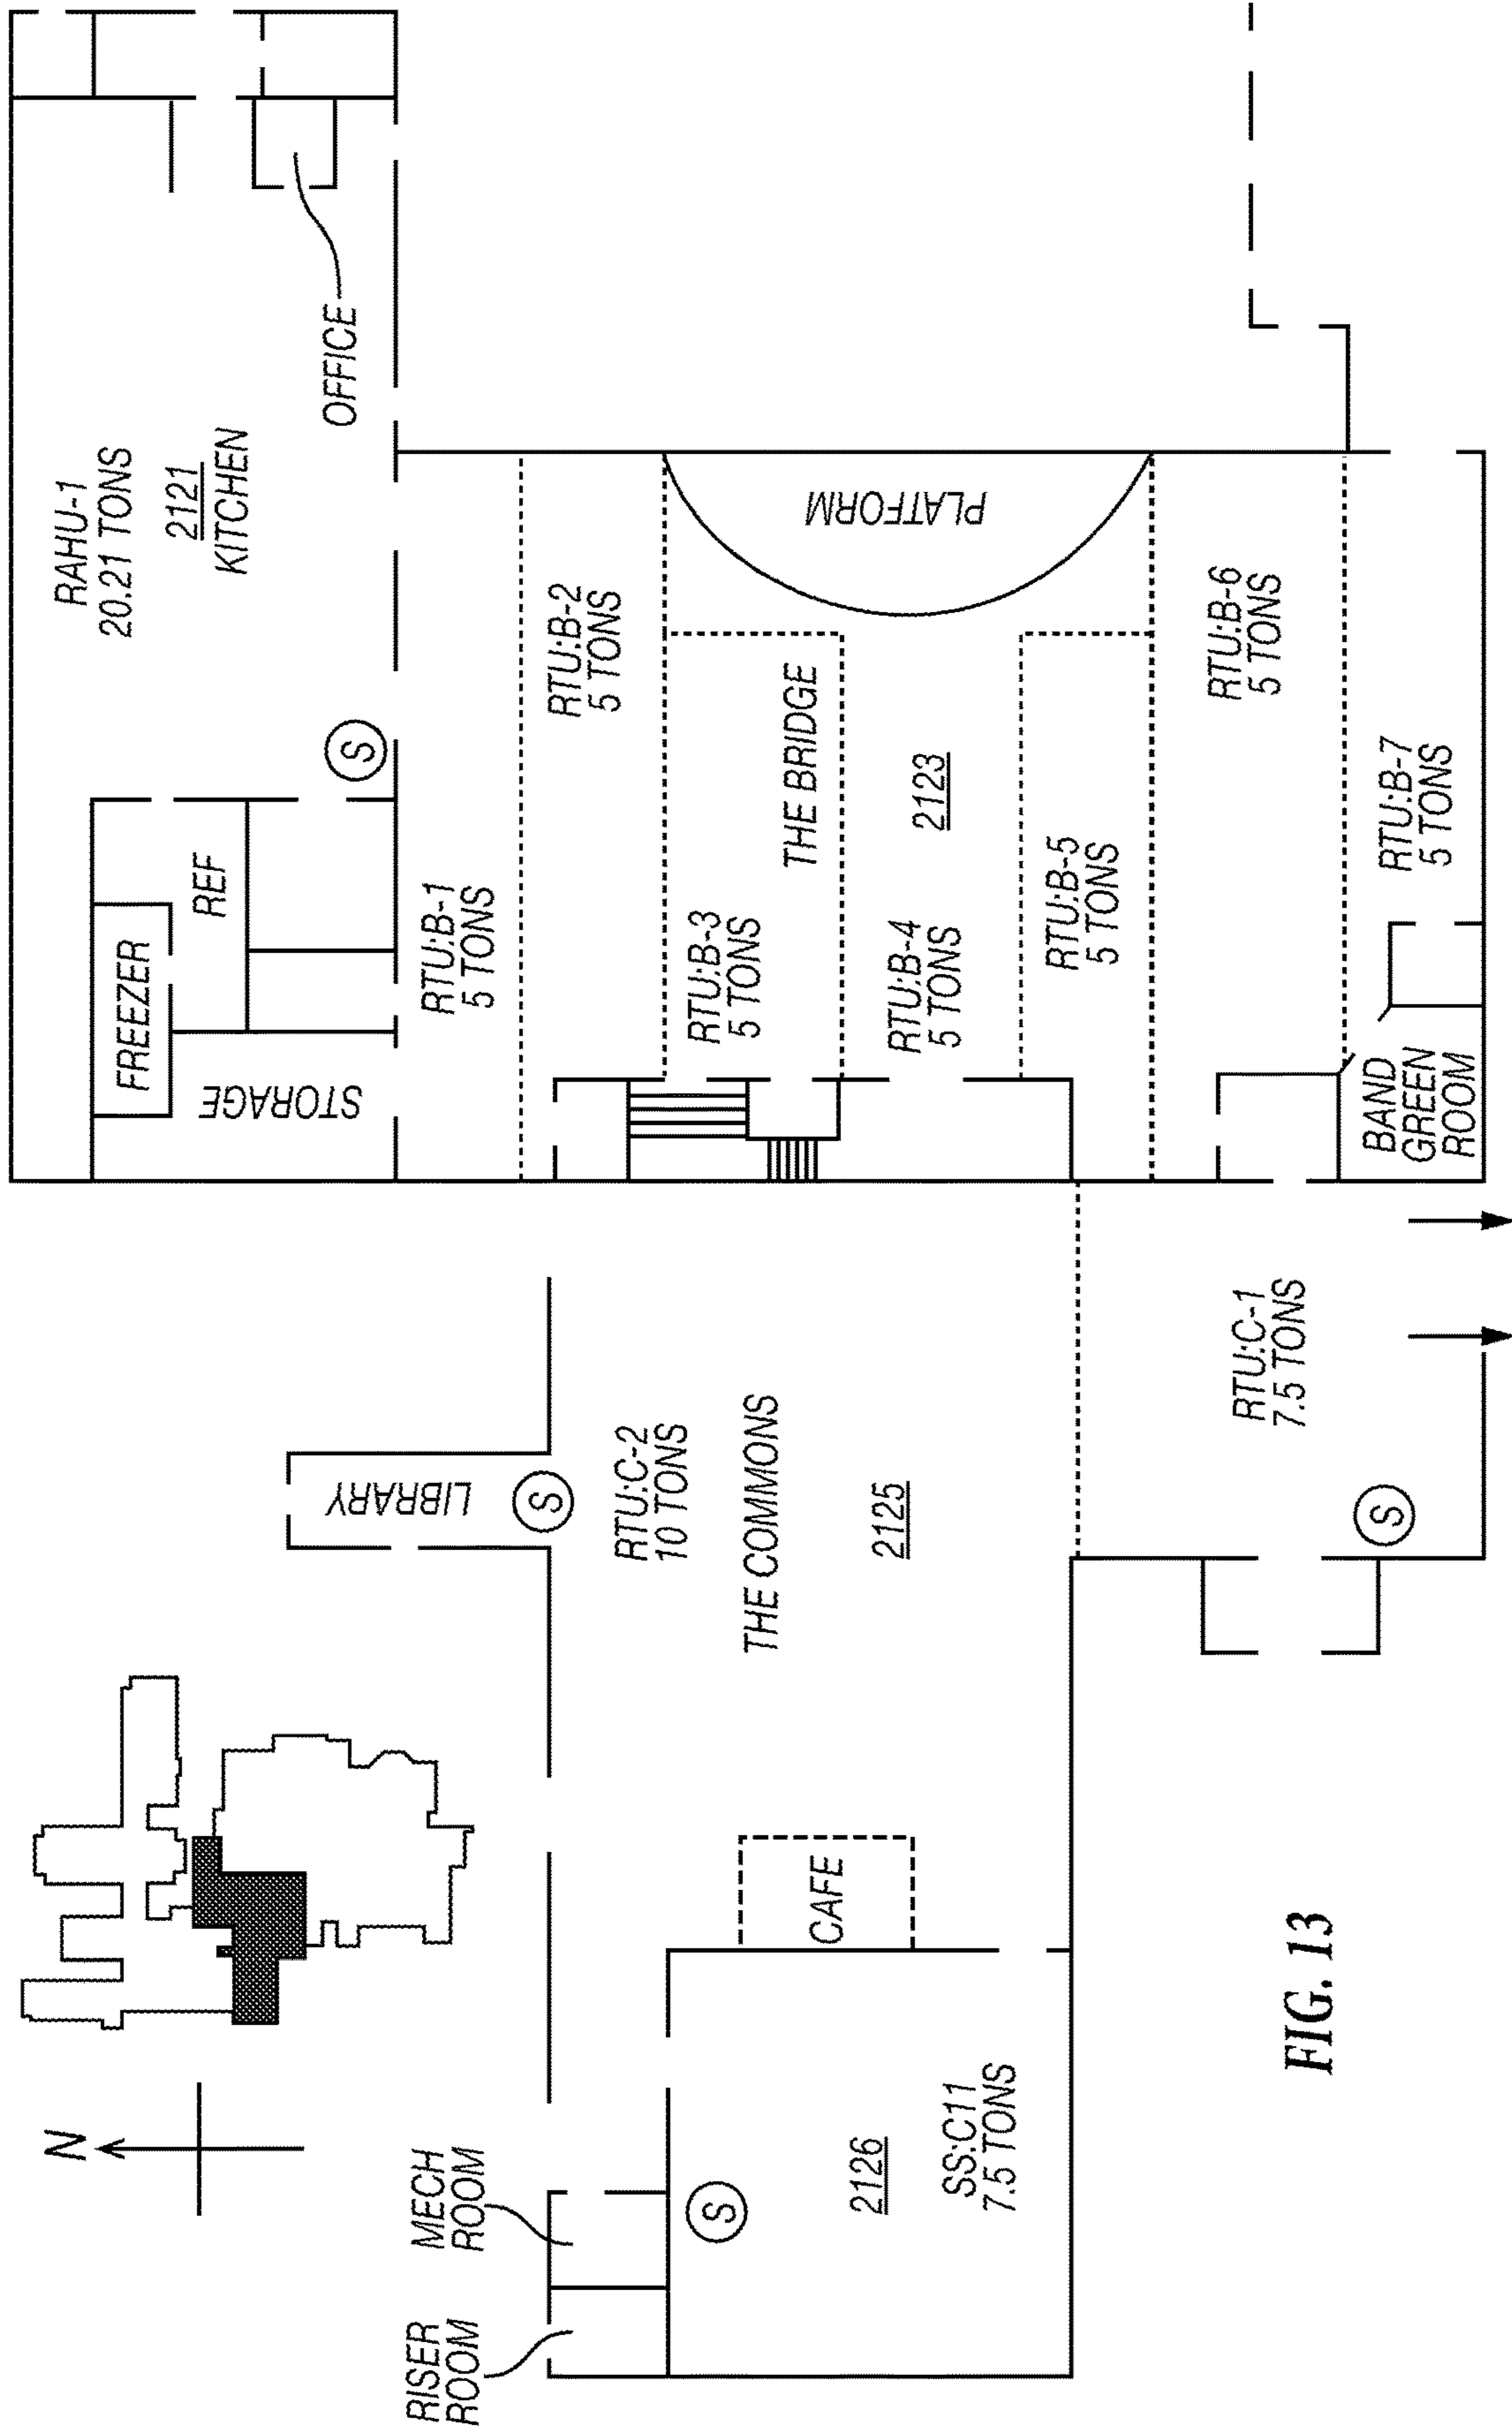 N
RISER
ROOM
MECH
ROOM
S
2126
SS:C11
7.5 TONS
CAFE
LIBRARY
S
RTU:C-2
10 TONS
THE COMMONS
2125
RTU:C-1
7.5 TONS
S
FREEZER
REF
STORAGE
S
RAHU-1
20.21 TONS
2121
KITCHEN
OFFICE
RTU:B-1
5 TONS
RTU:B-2
5 TONS
RTU:B-3
5 TONS
THE BRIDGE
PLATFORM
2123
RTU:B-4
5 TONS
RTU:B-5
5 TONS
RTU:B-6
5 TONS
RTU:B-7
5 TONS
BAND
GREEN
ROOM
FIG. 13